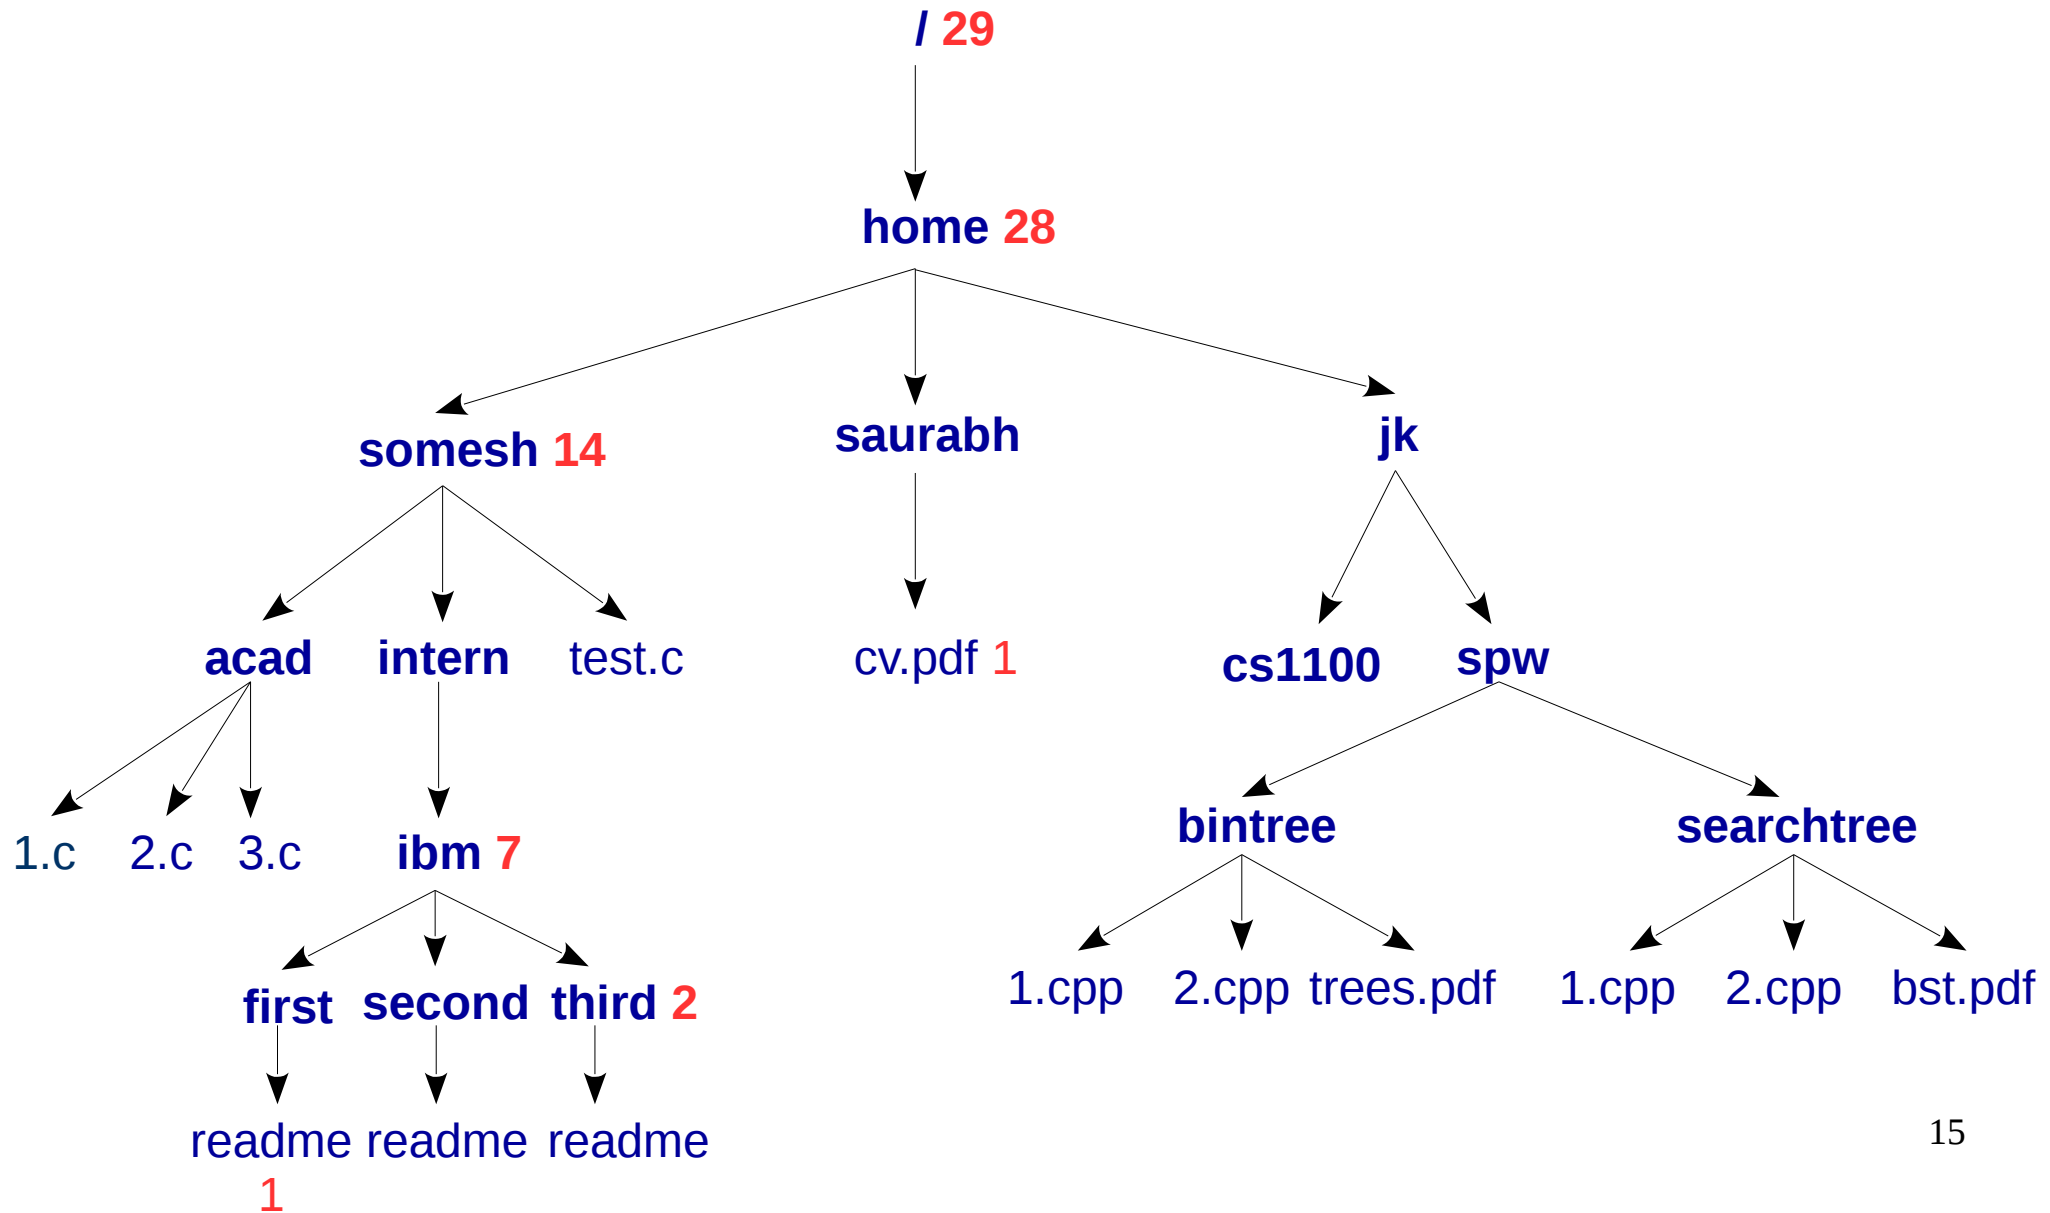 / 29
home 28
somesh 14 saurabh jk
acad intern test.c cv.pdf 1 cs1100 spw
1.c 2.c 3.c ibm 7 bintree searchtree
first second third 2 1.cpp 2.cpp trees.pdf 1.cpp 2.cpp bst.pdf
readme readme readme
1
15